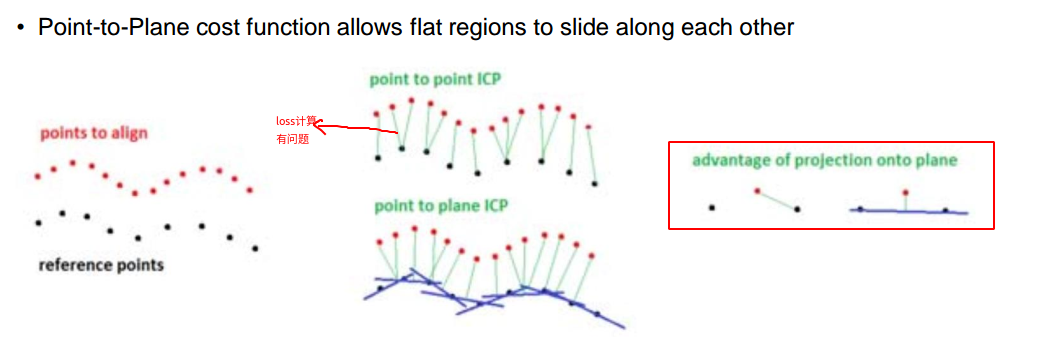 • Point-to-Plane cost function allows flat regions to slide along each other
point to point ICP
loss计算
有问题
points to align
advantage of projection onto plane
point to plane ICP
reference points